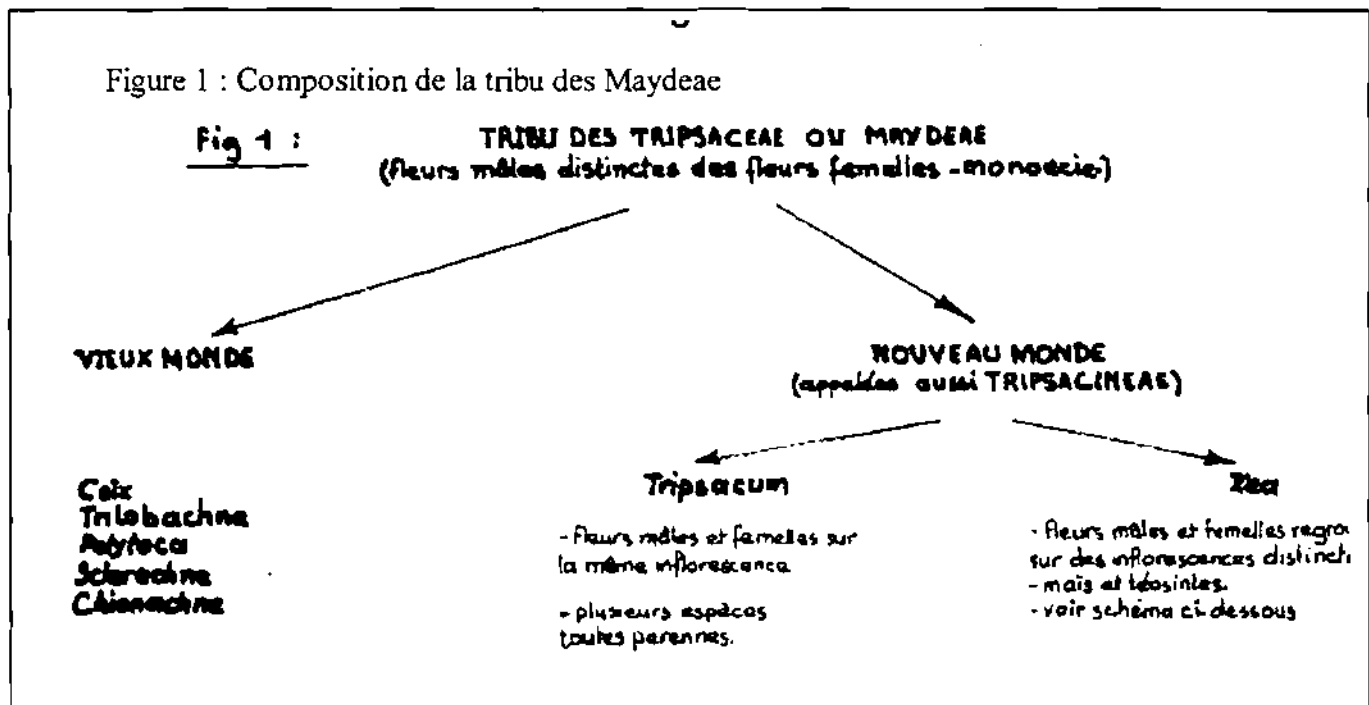 Figure 1 : Composition de la tribu des Maydeae
Fig 1 :
TRIBU DES TRIPSACEAE OU MAYDEAE
(fleurs mâles distinctes des fleurs femelles - monoecie)
VIEUX MONDE
NOUVEAU MONDE
(appelées aussi TRIPSACINEAE)
Coix
Trilobachne
Polytoca
Sclerachne
Chionachne
Tripsacum
- fleurs mâles et femelles sur
la même inflorescence
- plusieurs espèces
toutes perennes.
Zea
- fleurs mâles et femelles regro
sur des inflorescences distincti
- maïs et téosintes.
- voir schéma ci-dessous